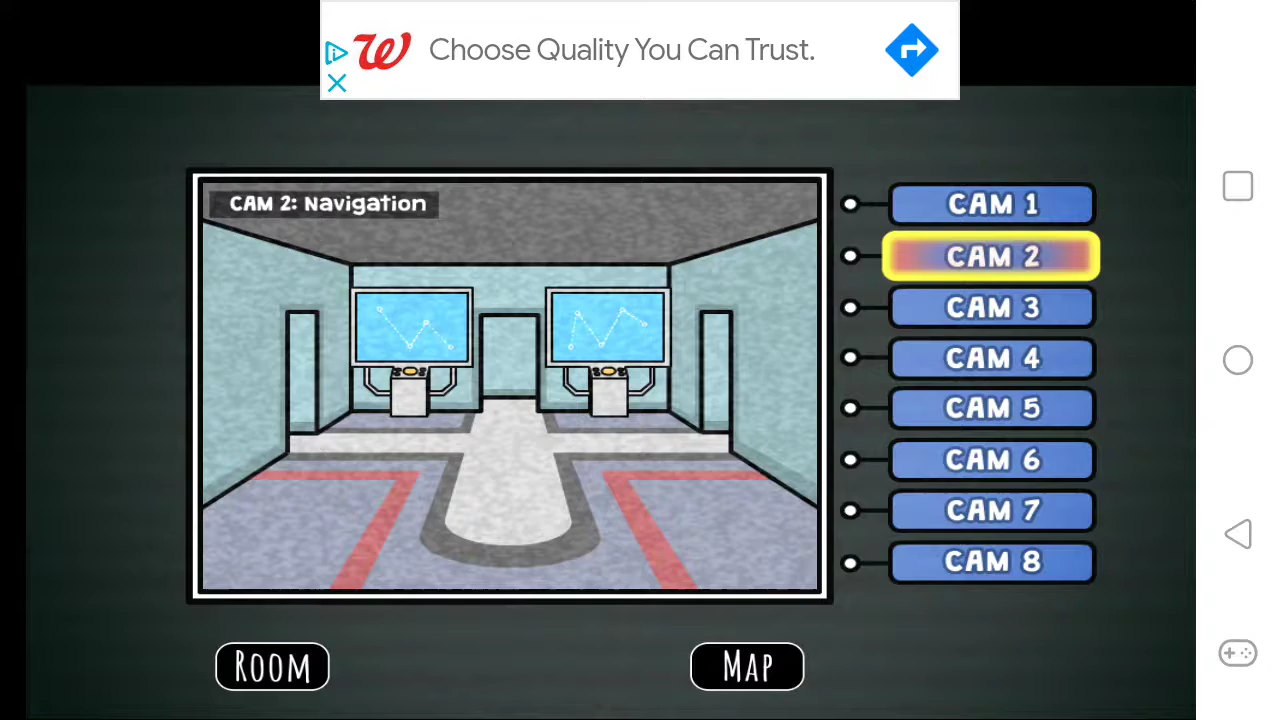 Choose Quality You Can Trust.
CAM 2: Navigation
CAM 1
CAM 2
CAM 3
CAM 4
CAM 5
CAM 6
CAM 7
CAM 8
ROOM
MAP